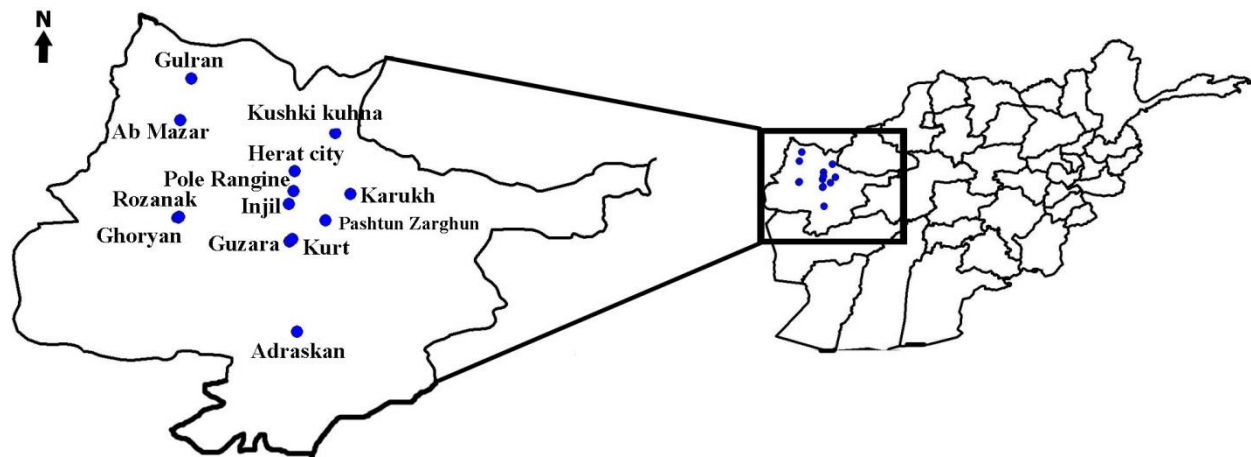 N
Gulran
Kushki kuhna
Ab Mazar
Herat city
Pole Rangine
Rozanak
Injil
Karukh
Pashtun Zarghun
Ghoryan
Guzara
Kurt
Adraskan